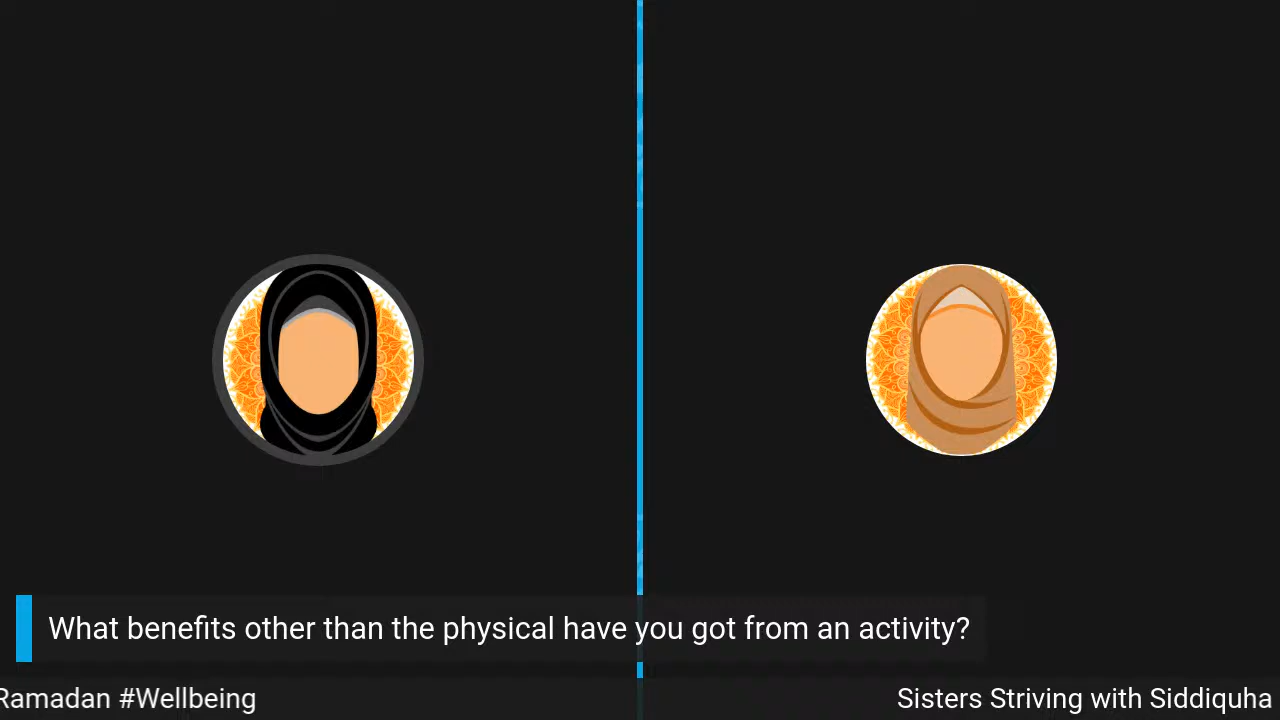 What benefits other than the physical have you got from an activity?
Ramadan #Wellbeing
Sisters Striving with Siddiquha